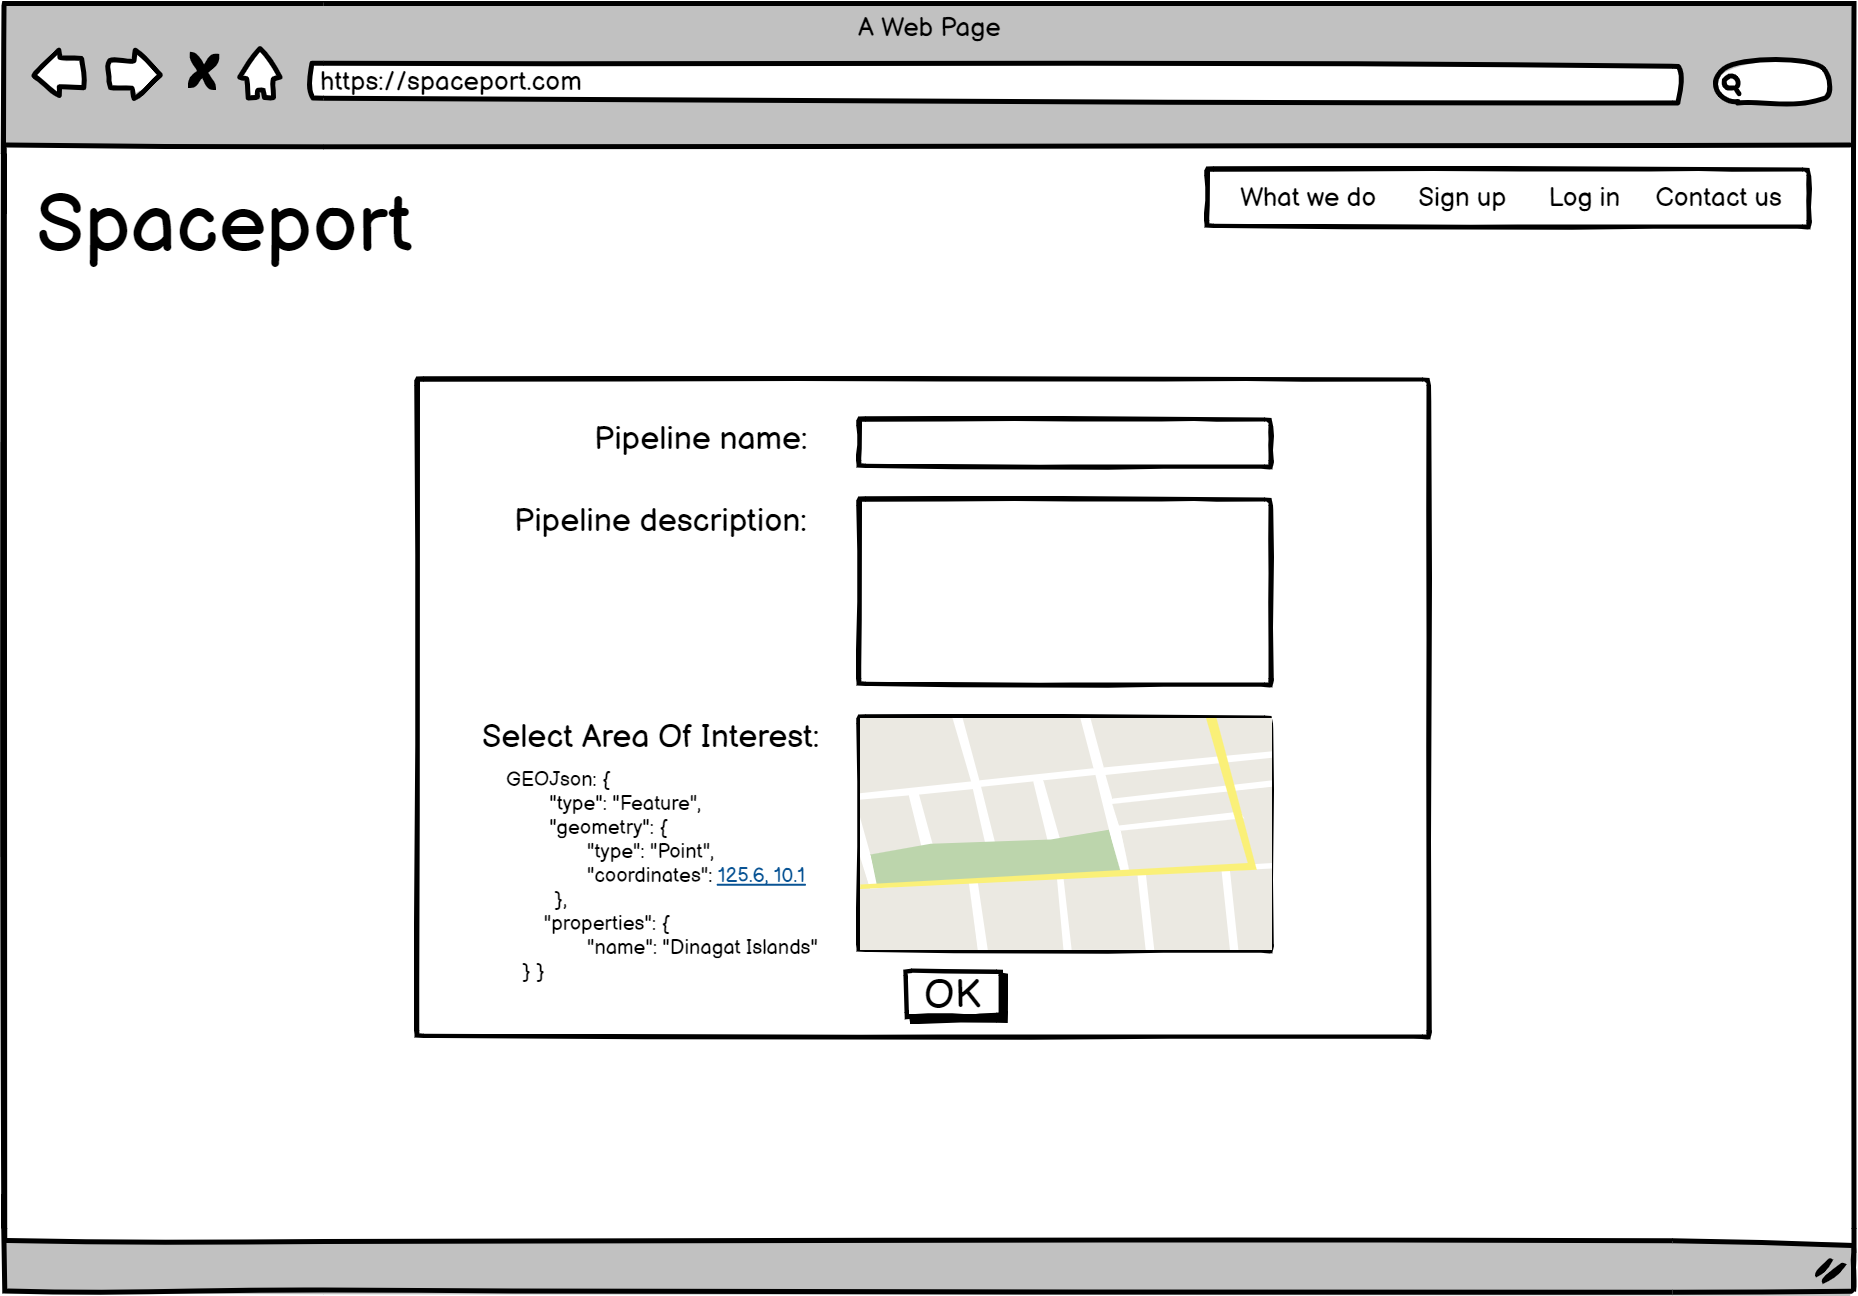 A Web Page
https://spaceport.com
What we do Sign up Log in Contact us
Spaceport
Pipeline name:
Pipeline description:
Select Area Of Interest:
GEOJson: {
"type": "Feature",
"geometry": {
"type": "Point",
"coordinates": 125.6, 10.1
},
"properties": {
"name": "Dinagat Islands"
} }
OK